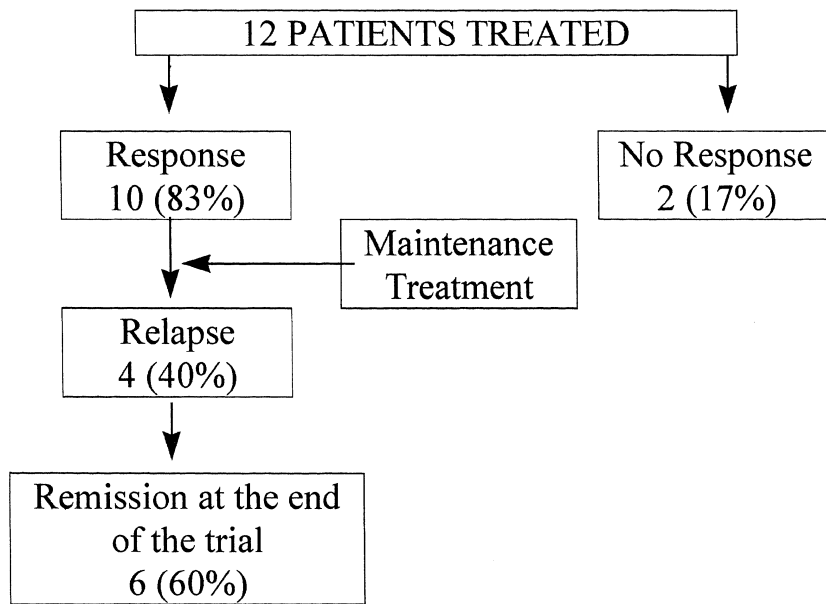 12 PATIENTS TREATED
Response
10 (83%)
No Response
2 (17%)
Maintenance
Treatment
Relapse
4 (40%)
Remission at the end
of the trial
6 (60%)